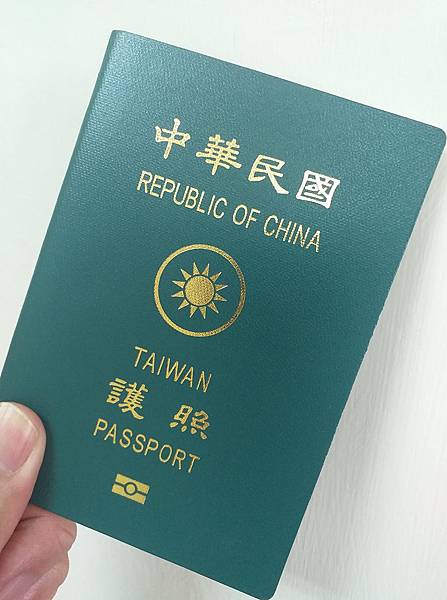 中華民國
REPUBLIC OF CHINA
TAIWAN
護照
PASSPORT